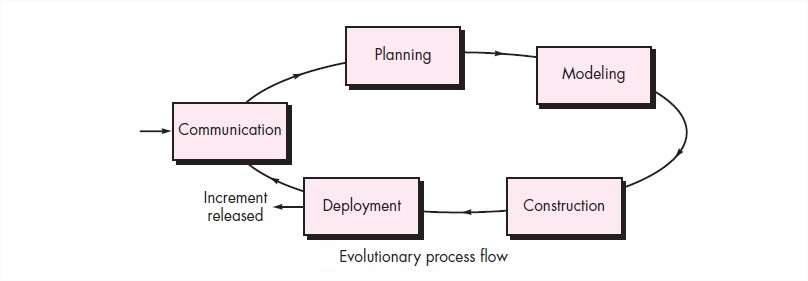 Planning
Modeling
Communication
Increment
released
Deployment
Construction
Evolutionary process flow